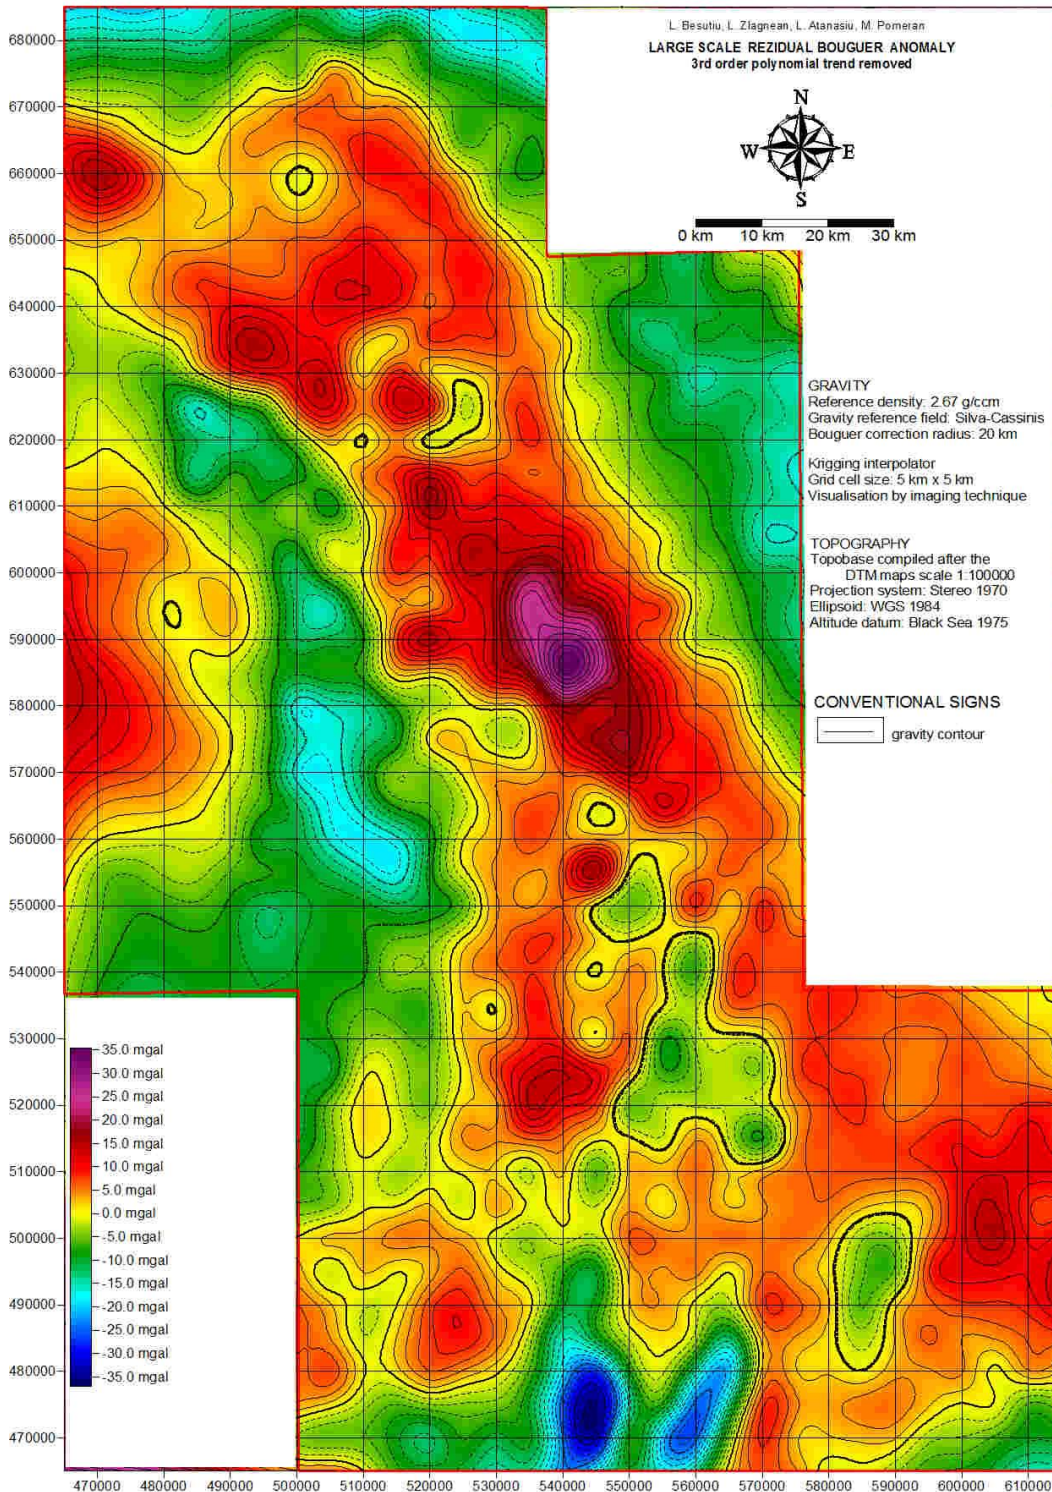 L. Besutiu, L. Zlagnean, L. Atanasiu, M. Pomeran
LARGE SCALE REZIDUAL BOUGUER ANOMALY
3rd order polynomial trend removed
N
W
E
S
0 km 10 km 20 km 30 km
GRAVITY
Reference density: 2.67 g/ccm
Gravity reference field: Silva-Cassinis
Bouguer correction radius: 20 km
Krigging interpolator
Grid cell size: 5 km x 5 km
Visualisation by imaging technique
TOPOGRAPHY
Topobase compiled after the
DTM maps scale 1:100000
Projection system: Stereo 1970
Ellipsoid: WGS 1984
Altitude datum: Black Sea 1975
CONVENTIONAL SIGNS
gravity contour
680000
670000
660000
650000
640000
630000
620000
610000
600000
590000
580000
570000
560000
550000
540000
530000
520000
510000
500000
490000
480000
470000
35.0 mgal
30.0 mgal
25.0 mgal
20.0 mgal
15.0 mgal
10.0 mgal
5.0 mgal
0.0 mgal
-5.0 mgal
-10.0 mgal
-15.0 mgal
-20.0 mgal
-25.0 mgal
-30.0 mgal
-35.0 mgal
470000 480000 490000 500000 510000 520000 530000 540000 550000 560000 570000 580000 590000 600000 610000